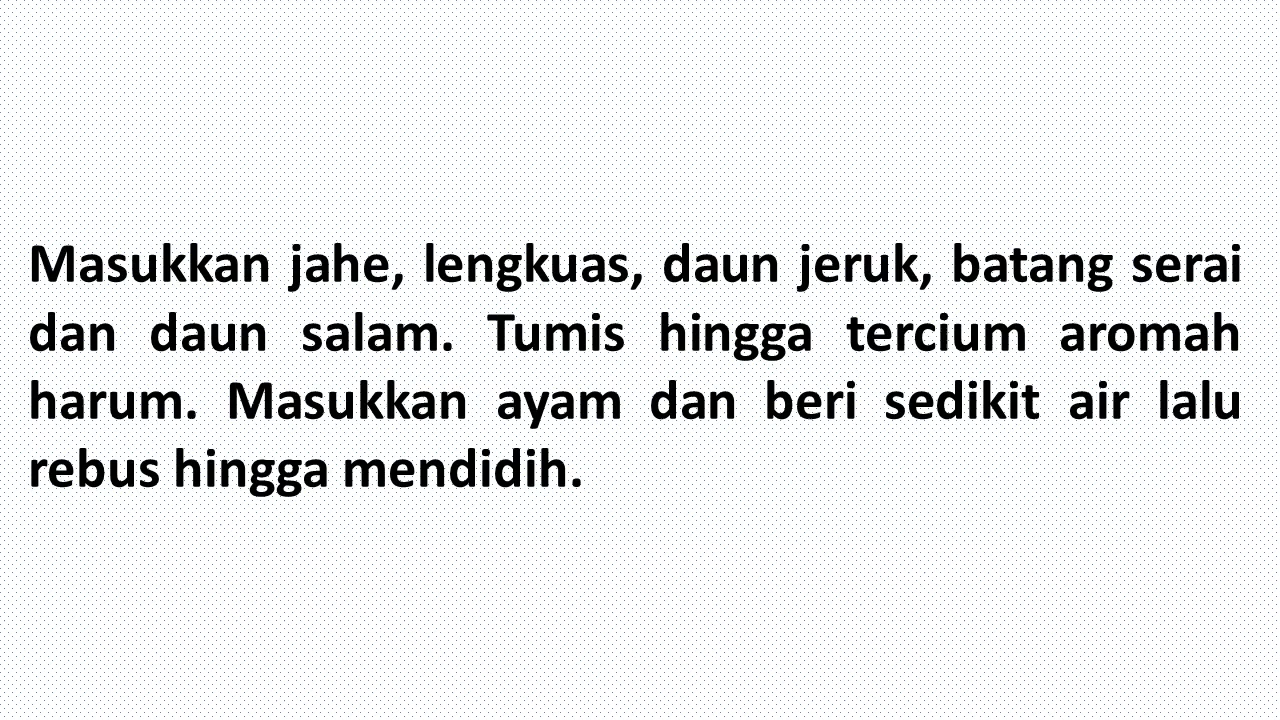 Masukkan jahe, lengkuas, daun jeruk, batang serai
dan daun salam. Tumis hingga tercium aromah
harum. Masukkan ayam dan beri sedikit air lalu
rebus hingga mendidih.